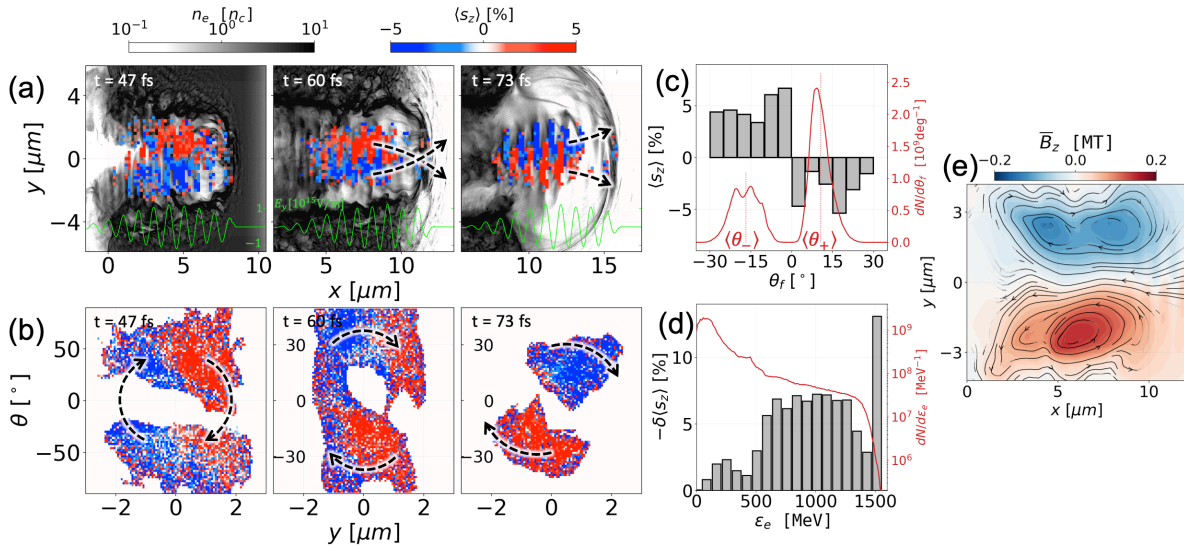 n_e [n_c]
10^{-1} 10^0 10^1
⟨s_z⟩ [%]
-5 0 5
(a)
t = 47 fs t = 60 fs t = 73 fs
4
0
-4
y [μm]
E_y[10^{15}V/
1
-1
0 5 10 5 10 5 10 15
x [μm]
(b)
t = 47 fs t = 60 fs t = 73 fs
50
0
-50
30
0
-30
30
0
-30
θ [°]
-2 0 2 -2 0 2 -2 0 2
y [μm]
(c)
5
0
-5
⟨s_z⟩ [%]
2.5
2.0
1.5
1.0
0.5
0.0
dN/dθ_f [10^9deg^{-1}]
⟨θ_-⟩ ⟨θ_+⟩
-30 -15 0 15 30
θ_f [°]
(d)
10
5
0
-δ⟨s_z⟩ [%]
10^9
10^8
10^7
10^6
dN/dε_e [MeV^{-1}]
0 500 1000 1500
ε_e [MeV]
(e)
B̅_z [MT]
-0.2 0.0 0.2
3
0
-3
y [μm]
0 5 10
x [μm]